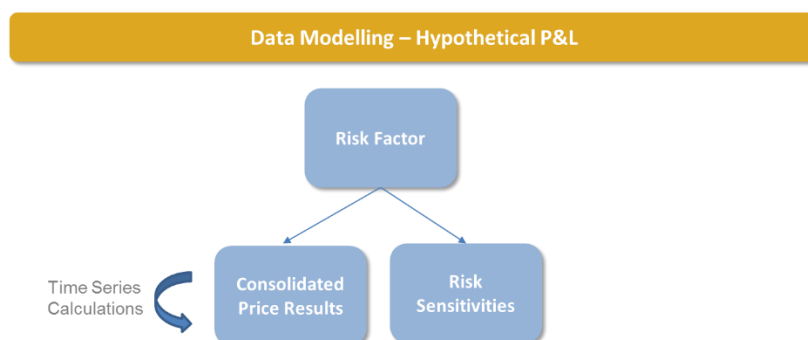 Data Modelling – Hypothetical P&L
Risk Factor
Time Series
Calculations
Consolidated
Price Results
Risk
Sensitivities